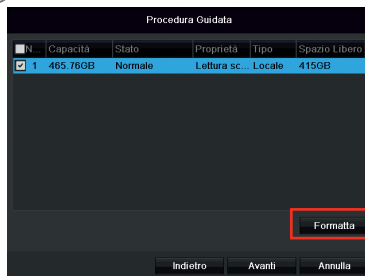 Procedura Guidata
N... Capacità Stato Proprietà Tipo Spazio Libero
1 465.76GB Normale Lettura sc... Locale 415GB
Formatta
Indietro Avanti Annulla